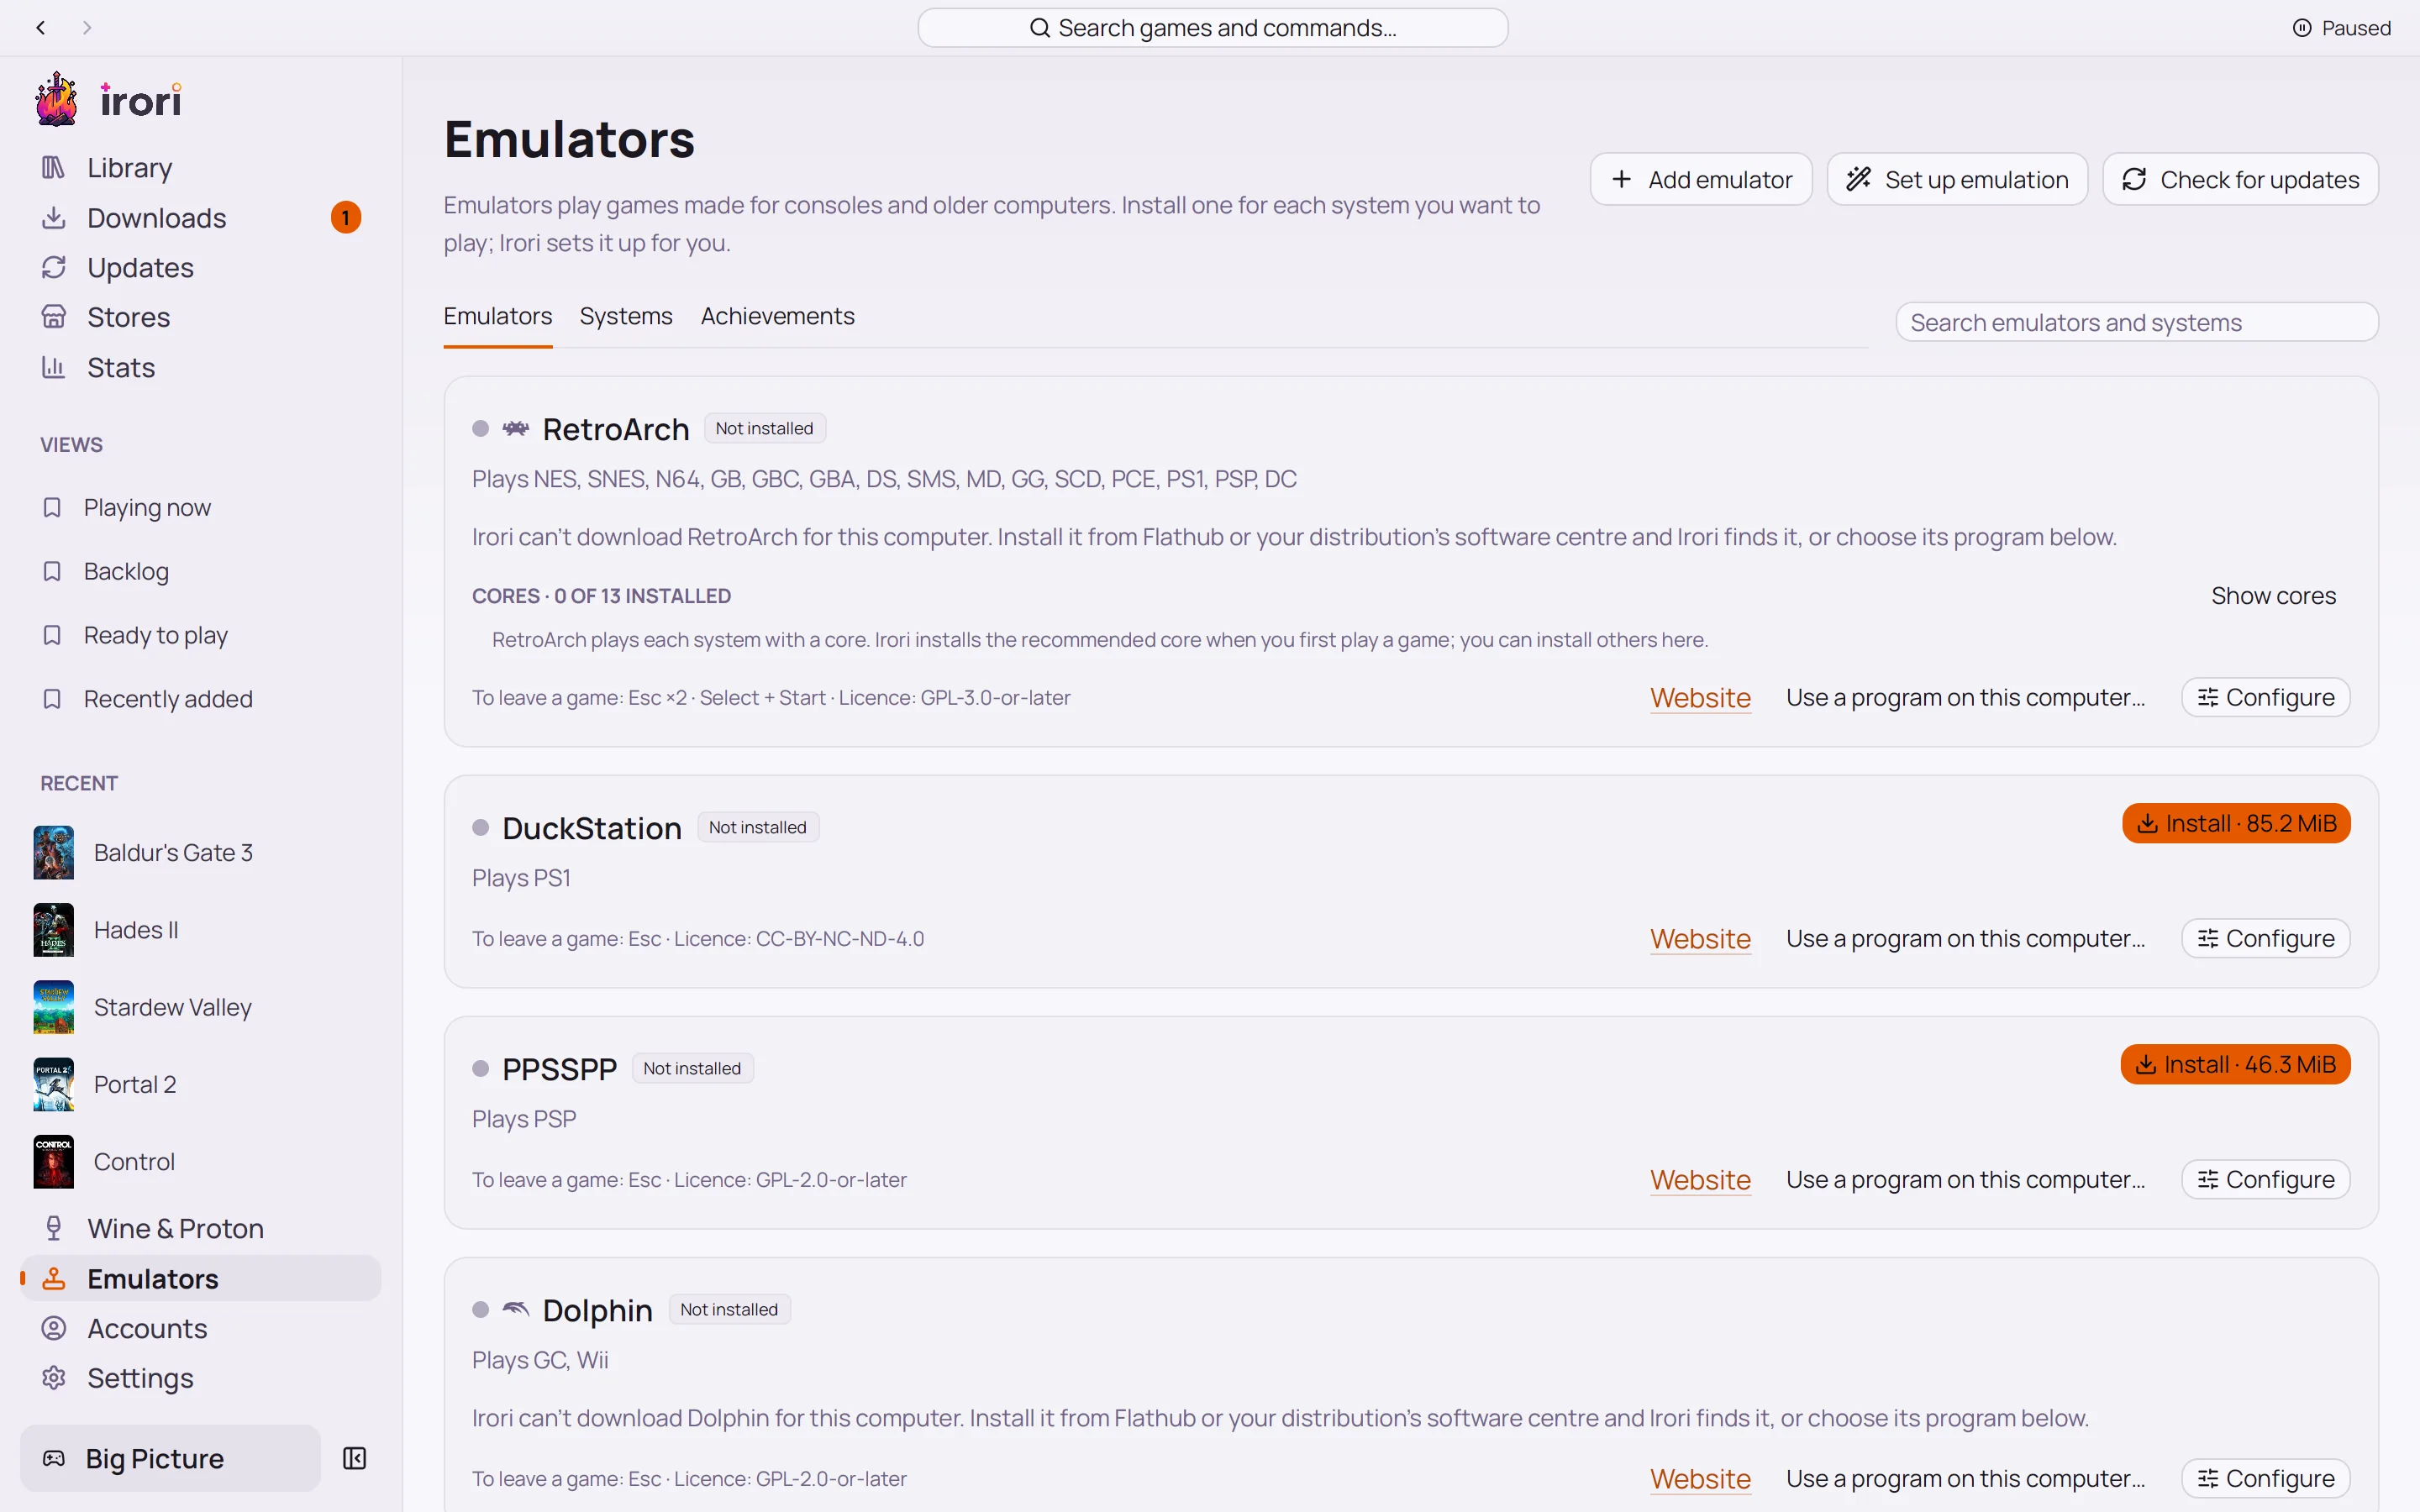 Search games and commands...
Paused
irori
Library
Downloads
1
Updates
Stores
Stats
VIEWS
Playing now
Backlog
Ready to play
Recently added
RECENT
Baldur's Gate 3
Hades II
Stardew Valley
Portal 2
Control
Wine & Proton
Emulators
Accounts
Settings
Big Picture
Emulators
Emulators play games made for consoles and older computers. Install one for each system you want to
play; Irori sets it up for you.
Add emulator
Set up emulation
Check for updates
Emulators
Systems
Achievements
Search emulators and systems
RetroArch
Not installed
Plays NES, SNES, N64, GB, GBC, GBA, DS, SMS, MD, GG, SCD, PCE, PS1, PSP, DC
Irori can’t download RetroArch for this computer. Install it from Flathub or your distribution’s software centre and Irori finds it, or choose its program below.
CORES · 0 OF 13 INSTALLED
Show cores
RetroArch plays each system with a core. Irori installs the recommended core when you first play a game; you can install others here.
To leave a game: Esc ×2 · Select + Start · Licence: GPL-3.0-or-later
Website
Use a program on this computer...
Configure
DuckStation
Not installed
Install · 85.2 MiB
Plays PS1
To leave a game: Esc · Licence: CC-BY-NC-ND-4.0
Website
Use a program on this computer...
Configure
PPSSPP
Not installed
Install · 46.3 MiB
Plays PSP
To leave a game: Esc · Licence: GPL-2.0-or-later
Website
Use a program on this computer...
Configure
Dolphin
Not installed
Plays GC, Wii
Irori can’t download Dolphin for this computer. Install it from Flathub or your distribution’s software centre and Irori finds it, or choose its program below.
To leave a game: Esc · Licence: GPL-2.0-or-later
Website
Use a program on this computer...
Configure